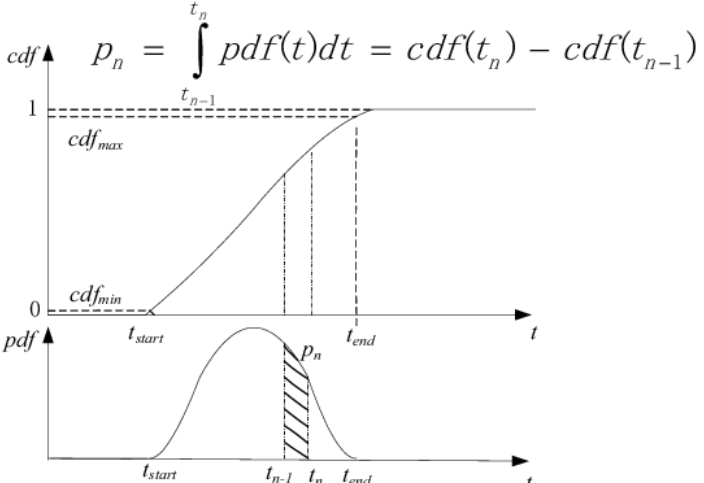 p_n = ∫_{t_{n-1}}^{t_n} pdf(t)dt = cdf(t_n) − cdf(t_{n-1})
cdf
1
cdf_max
cdf_min
0
t_start
t_end
t
pdf
p_n
t_start
t_{n-1}
t_n
t_end
t